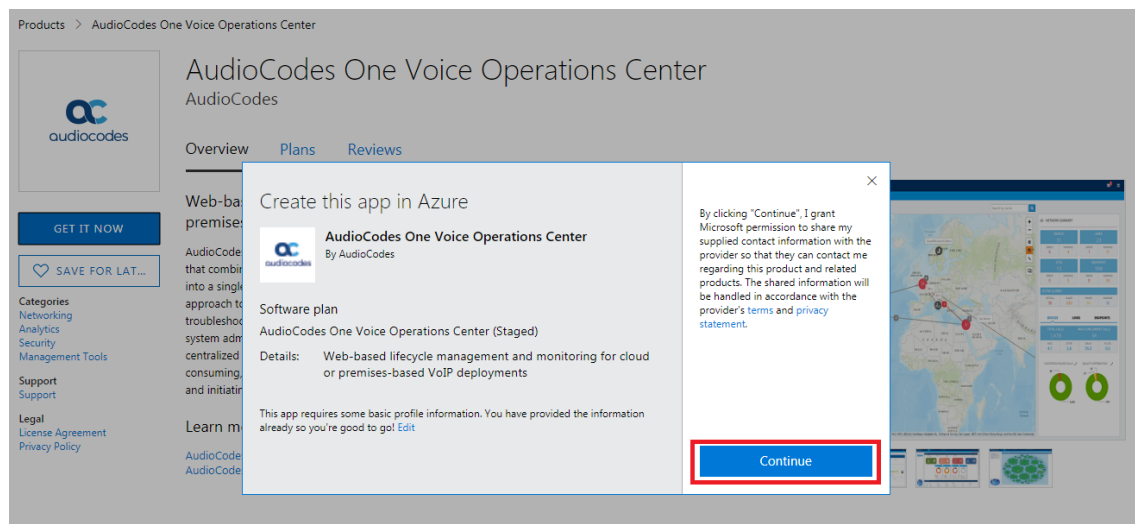 Products > AudioCodes One Voice Operations Center
audiocodes
AudioCodes One Voice Operations Center
AudioCodes
Overview Plans Reviews
GET IT NOW
SAVE FOR LAT...
Categories
Networking
Analytics
Security
Management Tools
Support
Support
Legal
License Agreement
Privacy Policy
Web-ba
premise
AudioCode
that combin
into a single
approach to
troubleshoo
system adm
centralized
consuming,
and initiatin
Learn m
AudioCode
AudioCode
Create this app in Azure
audiocodes
AudioCodes One Voice Operations Center
By AudioCodes
Software plan
AudioCodes One Voice Operations Center (Staged)
Details: Web-based lifecycle management and monitoring for cloud
or premises-based VoIP deployments
This app requires some basic profile information. You have provided the information
already so you're good to go! Edit
By clicking "Continue", I grant
Microsoft permission to share my
supplied contact information with the
provider so that they can contact me
regarding this product and related
products. The shared information will
be handled in accordance with the
provider's terms and privacy
statement.
Continue